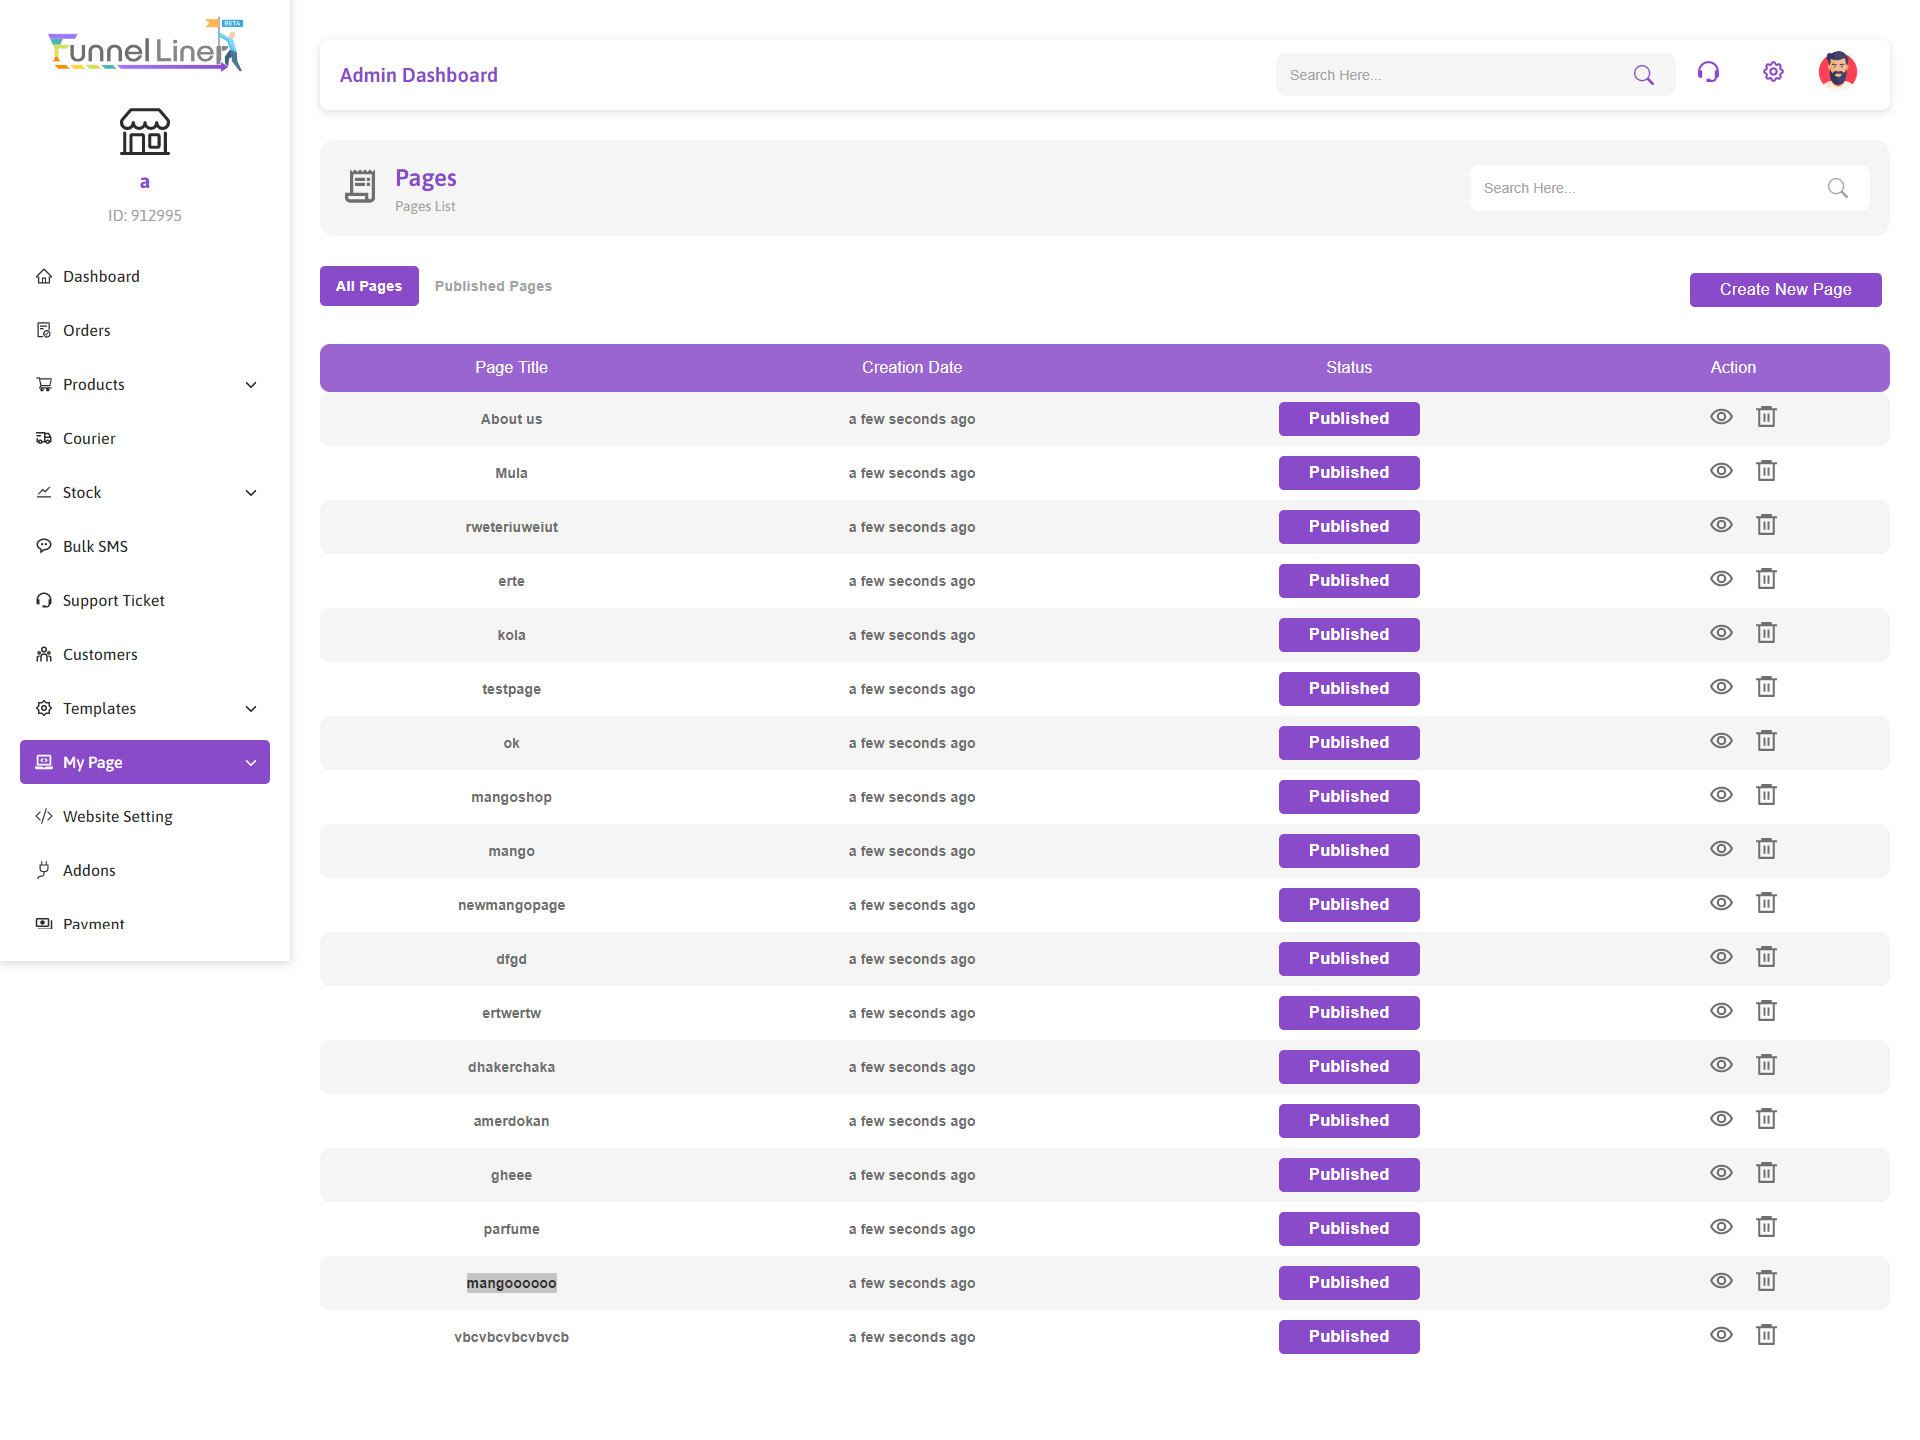 Funnel Liner
BETA
a
ID: 912995
Dashboard
Orders
Products
Courier
Stock
Bulk SMS
Support Ticket
Customers
Templates
My Page
Website Setting
Addons
Payment
Admin Dashboard
Search Here...
Pages
Pages List
Search Here...
All Pages Published Pages
Create New Page
Page Title Creation Date Status Action
About us a few seconds ago Published
Mula a few seconds ago Published
rweteriuweiut a few seconds ago Published
erte a few seconds ago Published
kola a few seconds ago Published
testpage a few seconds ago Published
ok a few seconds ago Published
mangoshop a few seconds ago Published
mango a few seconds ago Published
newmangopage a few seconds ago Published
dfgd a few seconds ago Published
ertwertw a few seconds ago Published
dhakerchaka a few seconds ago Published
amerdokan a few seconds ago Published
gheee a few seconds ago Published
parfume a few seconds ago Published
mangoooooo a few seconds ago Published
vbcvbcvbcvbvcb a few seconds ago Published